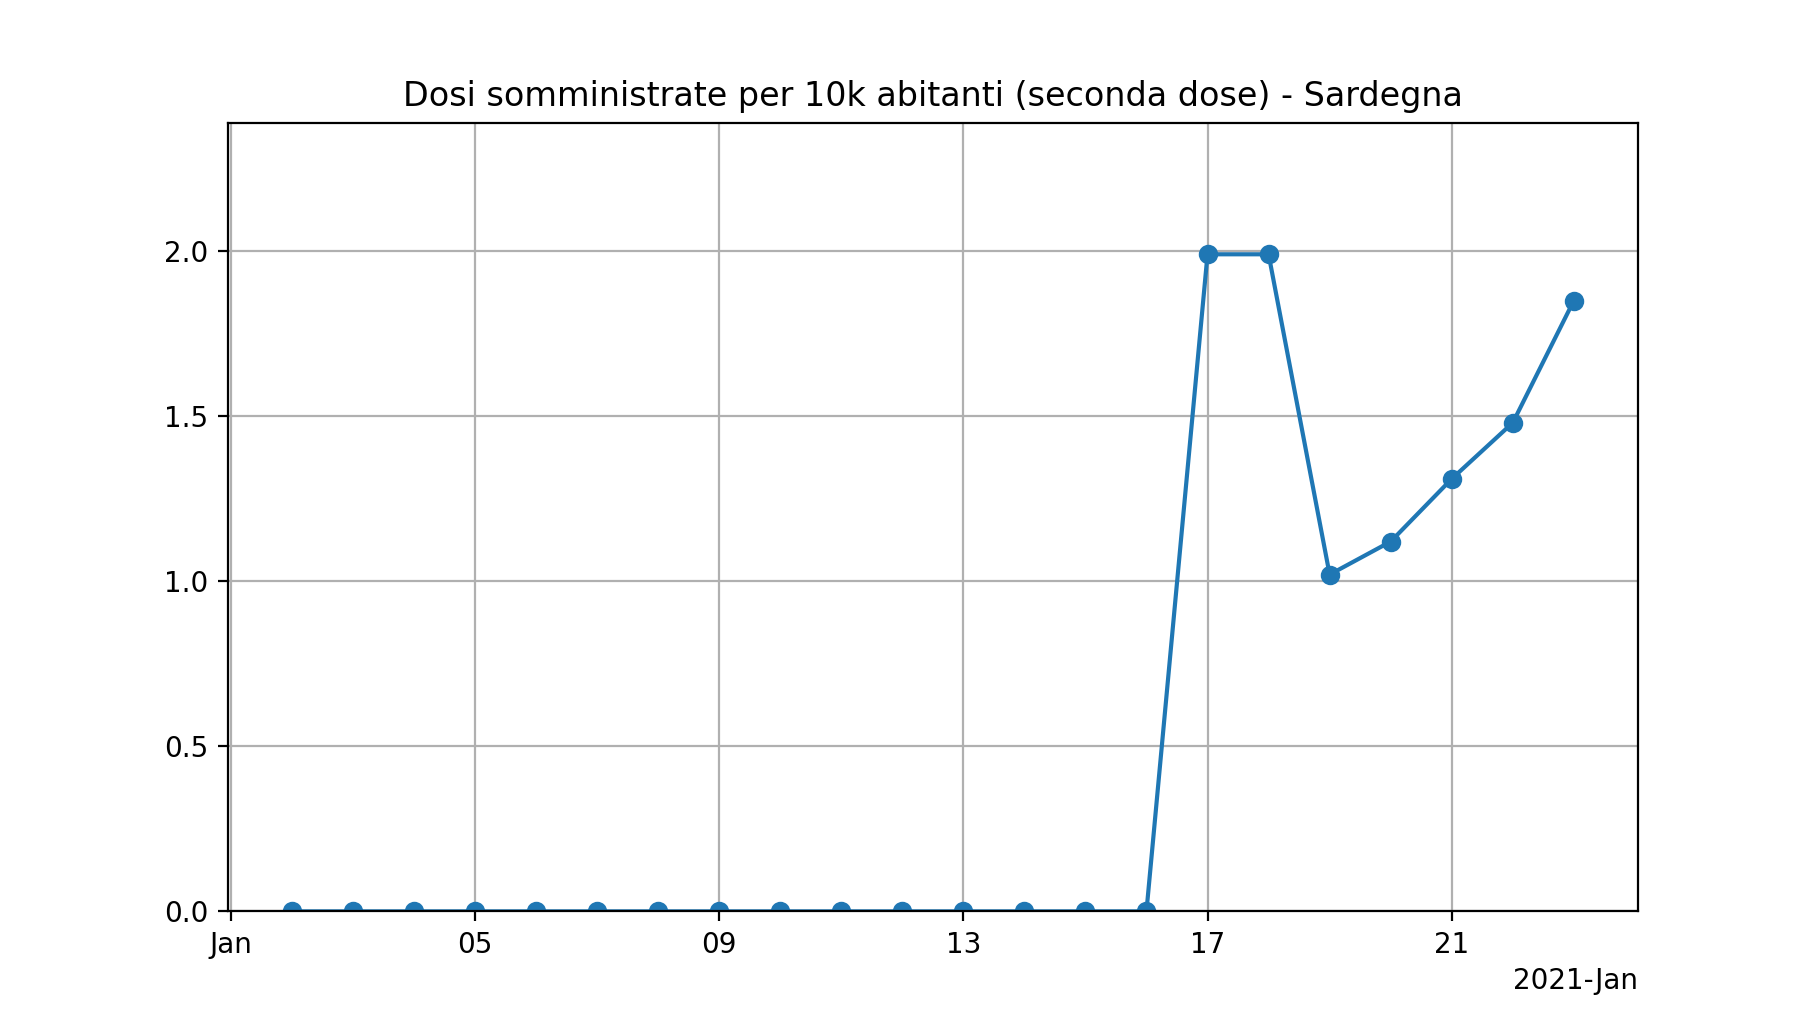 Dosi somministrate per 10k abitanti (seconda dose) - Sardegna
2.0
1.5
1.0
0.5
0.0
Jan 05 09 13 17 21
2021-Jan